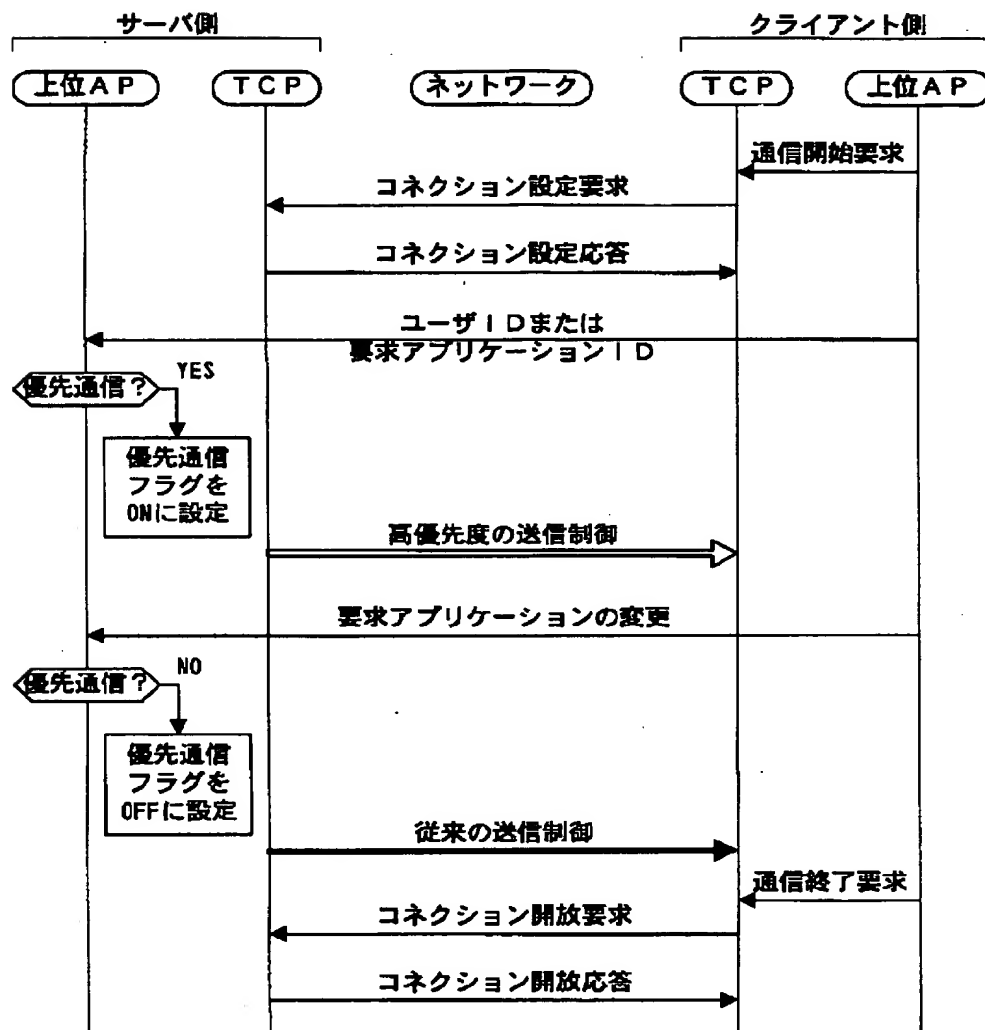 サーバ側
クライアント側
上位AP
TCP
ネットワーク
TCP
上位AP
通信開始要求
コネクション設定要求
コネクション設定応答
ユーザIDまたは
要求アプリケーションID
優先通信?
YES
優先通信
フラグを
ONに設定
高優先度の送信制御
要求アプリケーションの変更
優先通信?
NO
優先通信
フラグを
OFFに設定
従来の送信制御
通信終了要求
コネクション開放要求
コネクション開放応答